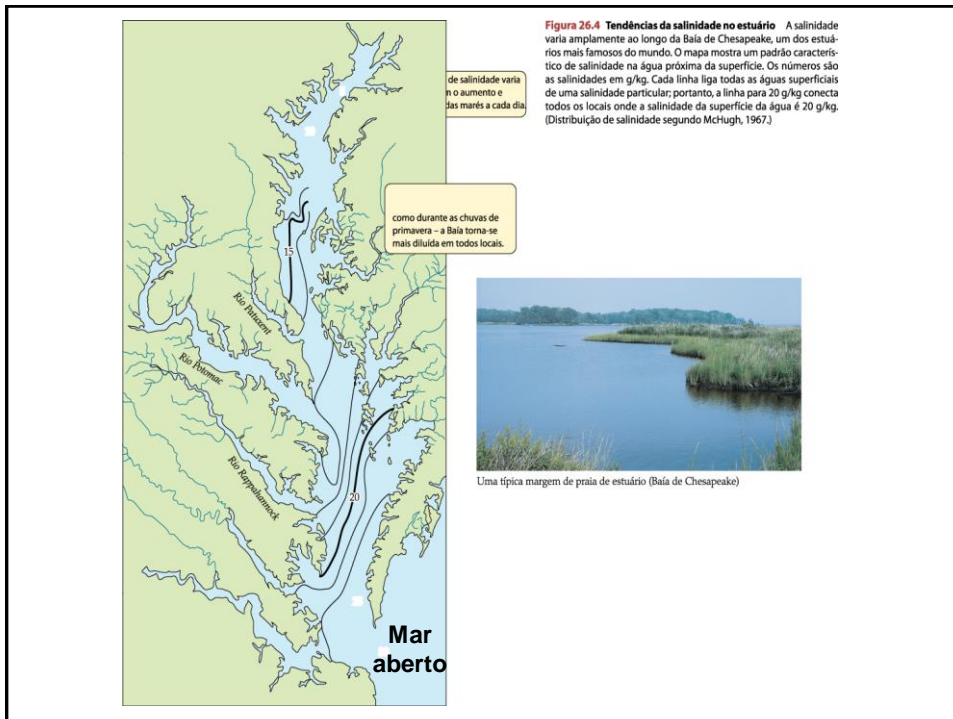 Figura 26.4 Tendências da salinidade no estuário A salinidade
varia amplamente ao longo da Baía de Chesapeake, um dos estuá-
rios mais famosos do mundo. O mapa mostra um padrão caracterís-
tico de salinidade na água próxima da superfície. Os números são
as salinidades em g/kg. Cada linha liga todas as águas superficiais
de uma salinidade particular; portanto, a linha para 20 g/kg conecta
todos os locais onde a salinidade da superfície da água é 20 g/kg.
(Distribuição de salinidade segundo McHugh, 1967.)
de salinidade varia
o aumento e
das marés a cada dia.
como durante as chuvas de
primavera – a Baía torna-se
mais diluída em todos locais.
15
Rio Patuxent
Rio Potomac
Rio Rappahannock
20
Mar
aberto
Uma típica margem de praia de estuário (Baía de Chesapeake)